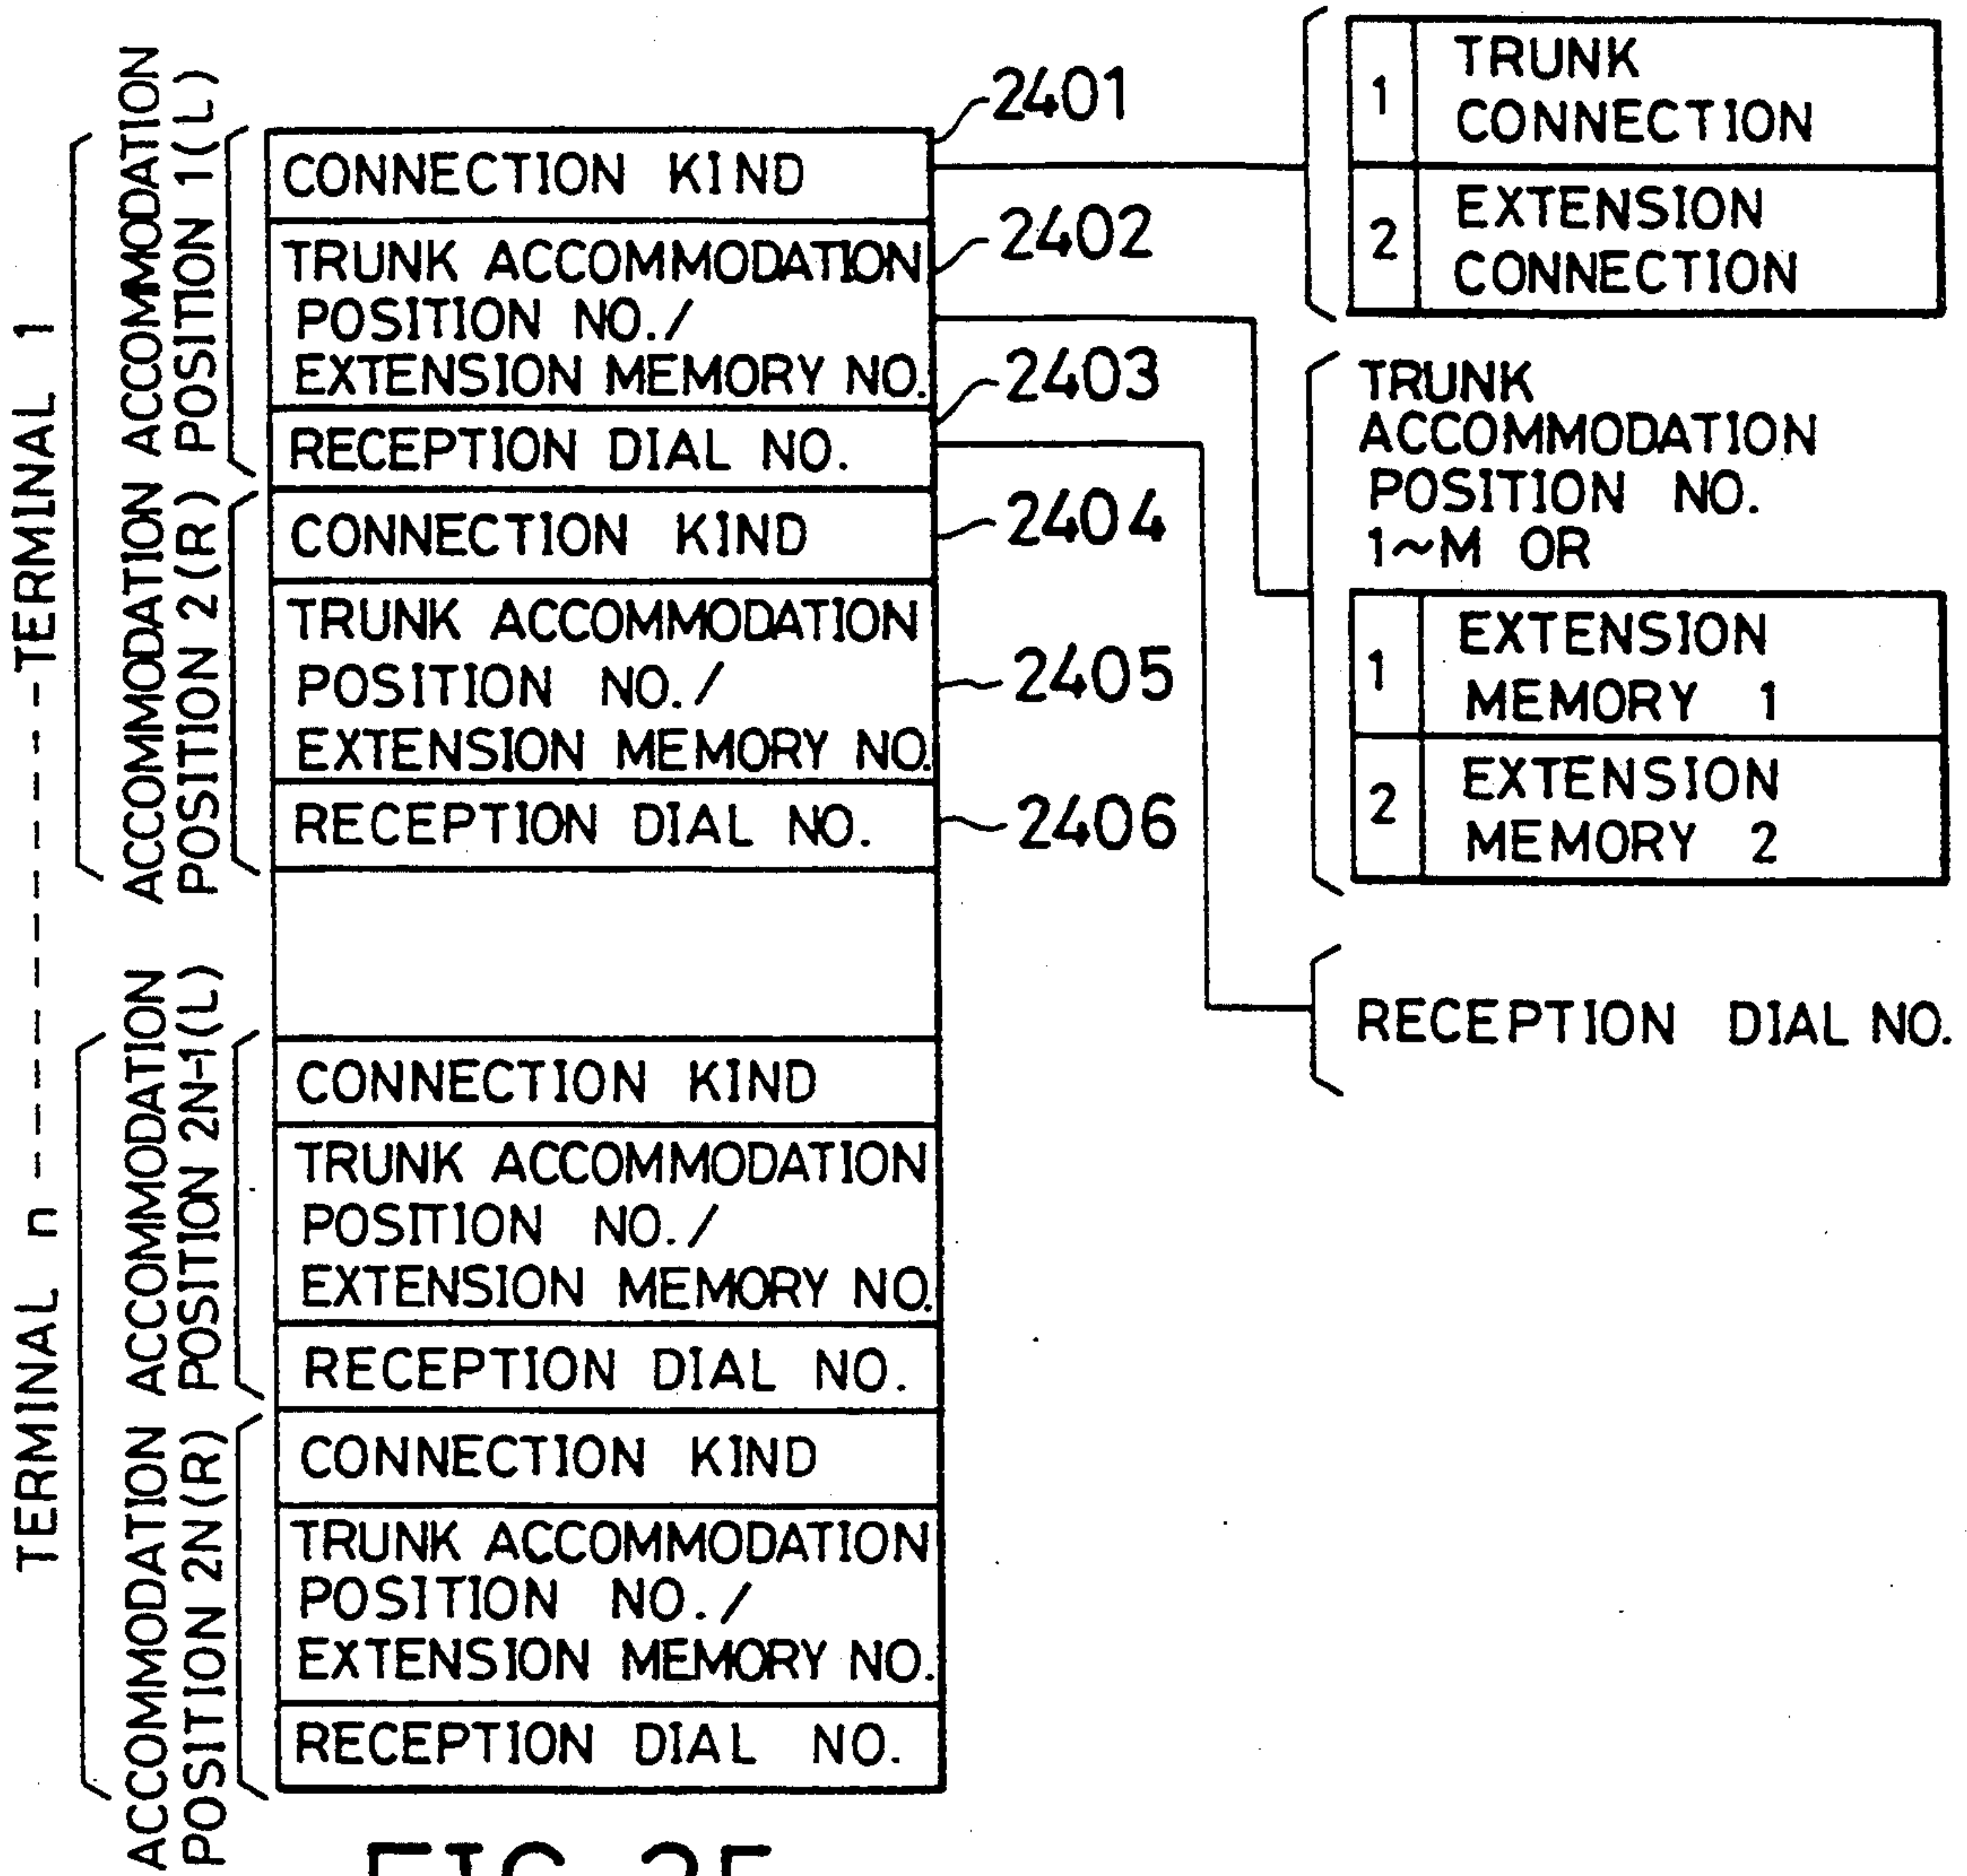 TERMINAL 1
ACCOMMODATION
POSITION 1(L)
CONNECTION KIND
2401
TRUNK ACCOMMODATION
POSITION NO./
EXTENSION MEMORY NO.
2402
RECEPTION DIAL NO.
2403
ACCOMMODATION
POSITION 2(R)
CONNECTION KIND
2404
TRUNK ACCOMMODATION
POSITION NO./
EXTENSION MEMORY NO.
2405
RECEPTION DIAL NO.
2406
TERMINAL n
ACCOMMODATION
POSITION 2N-1(L)
CONNECTION KIND
TRUNK ACCOMMODATION
POSITION NO./
EXTENSION MEMORY NO.
RECEPTION DIAL NO.
ACCOMMODATION
POSITION 2N(R)
CONNECTION KIND
TRUNK ACCOMMODATION
POSITION NO./
EXTENSION MEMORY NO.
RECEPTION DIAL NO.
1 TRUNK
CONNECTION
2 EXTENSION
CONNECTION
TRUNK
ACCOMMODATION
POSITION NO.
1~M OR
1 EXTENSION
MEMORY 1
2 EXTENSION
MEMORY 2
RECEPTION DIAL NO.